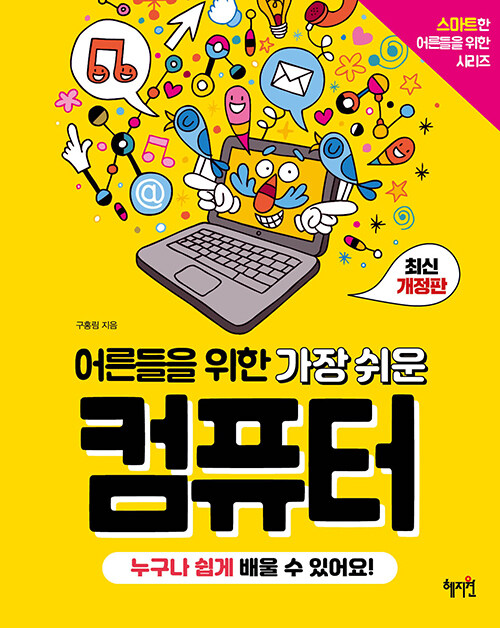 스마트한
어른들을 위한
시리즈
@
최신
개정판
구홍림 지음
어른들을 위한 가장 쉬운
컴퓨터
누구나 쉽게 배울 수 있어요!
혜지원